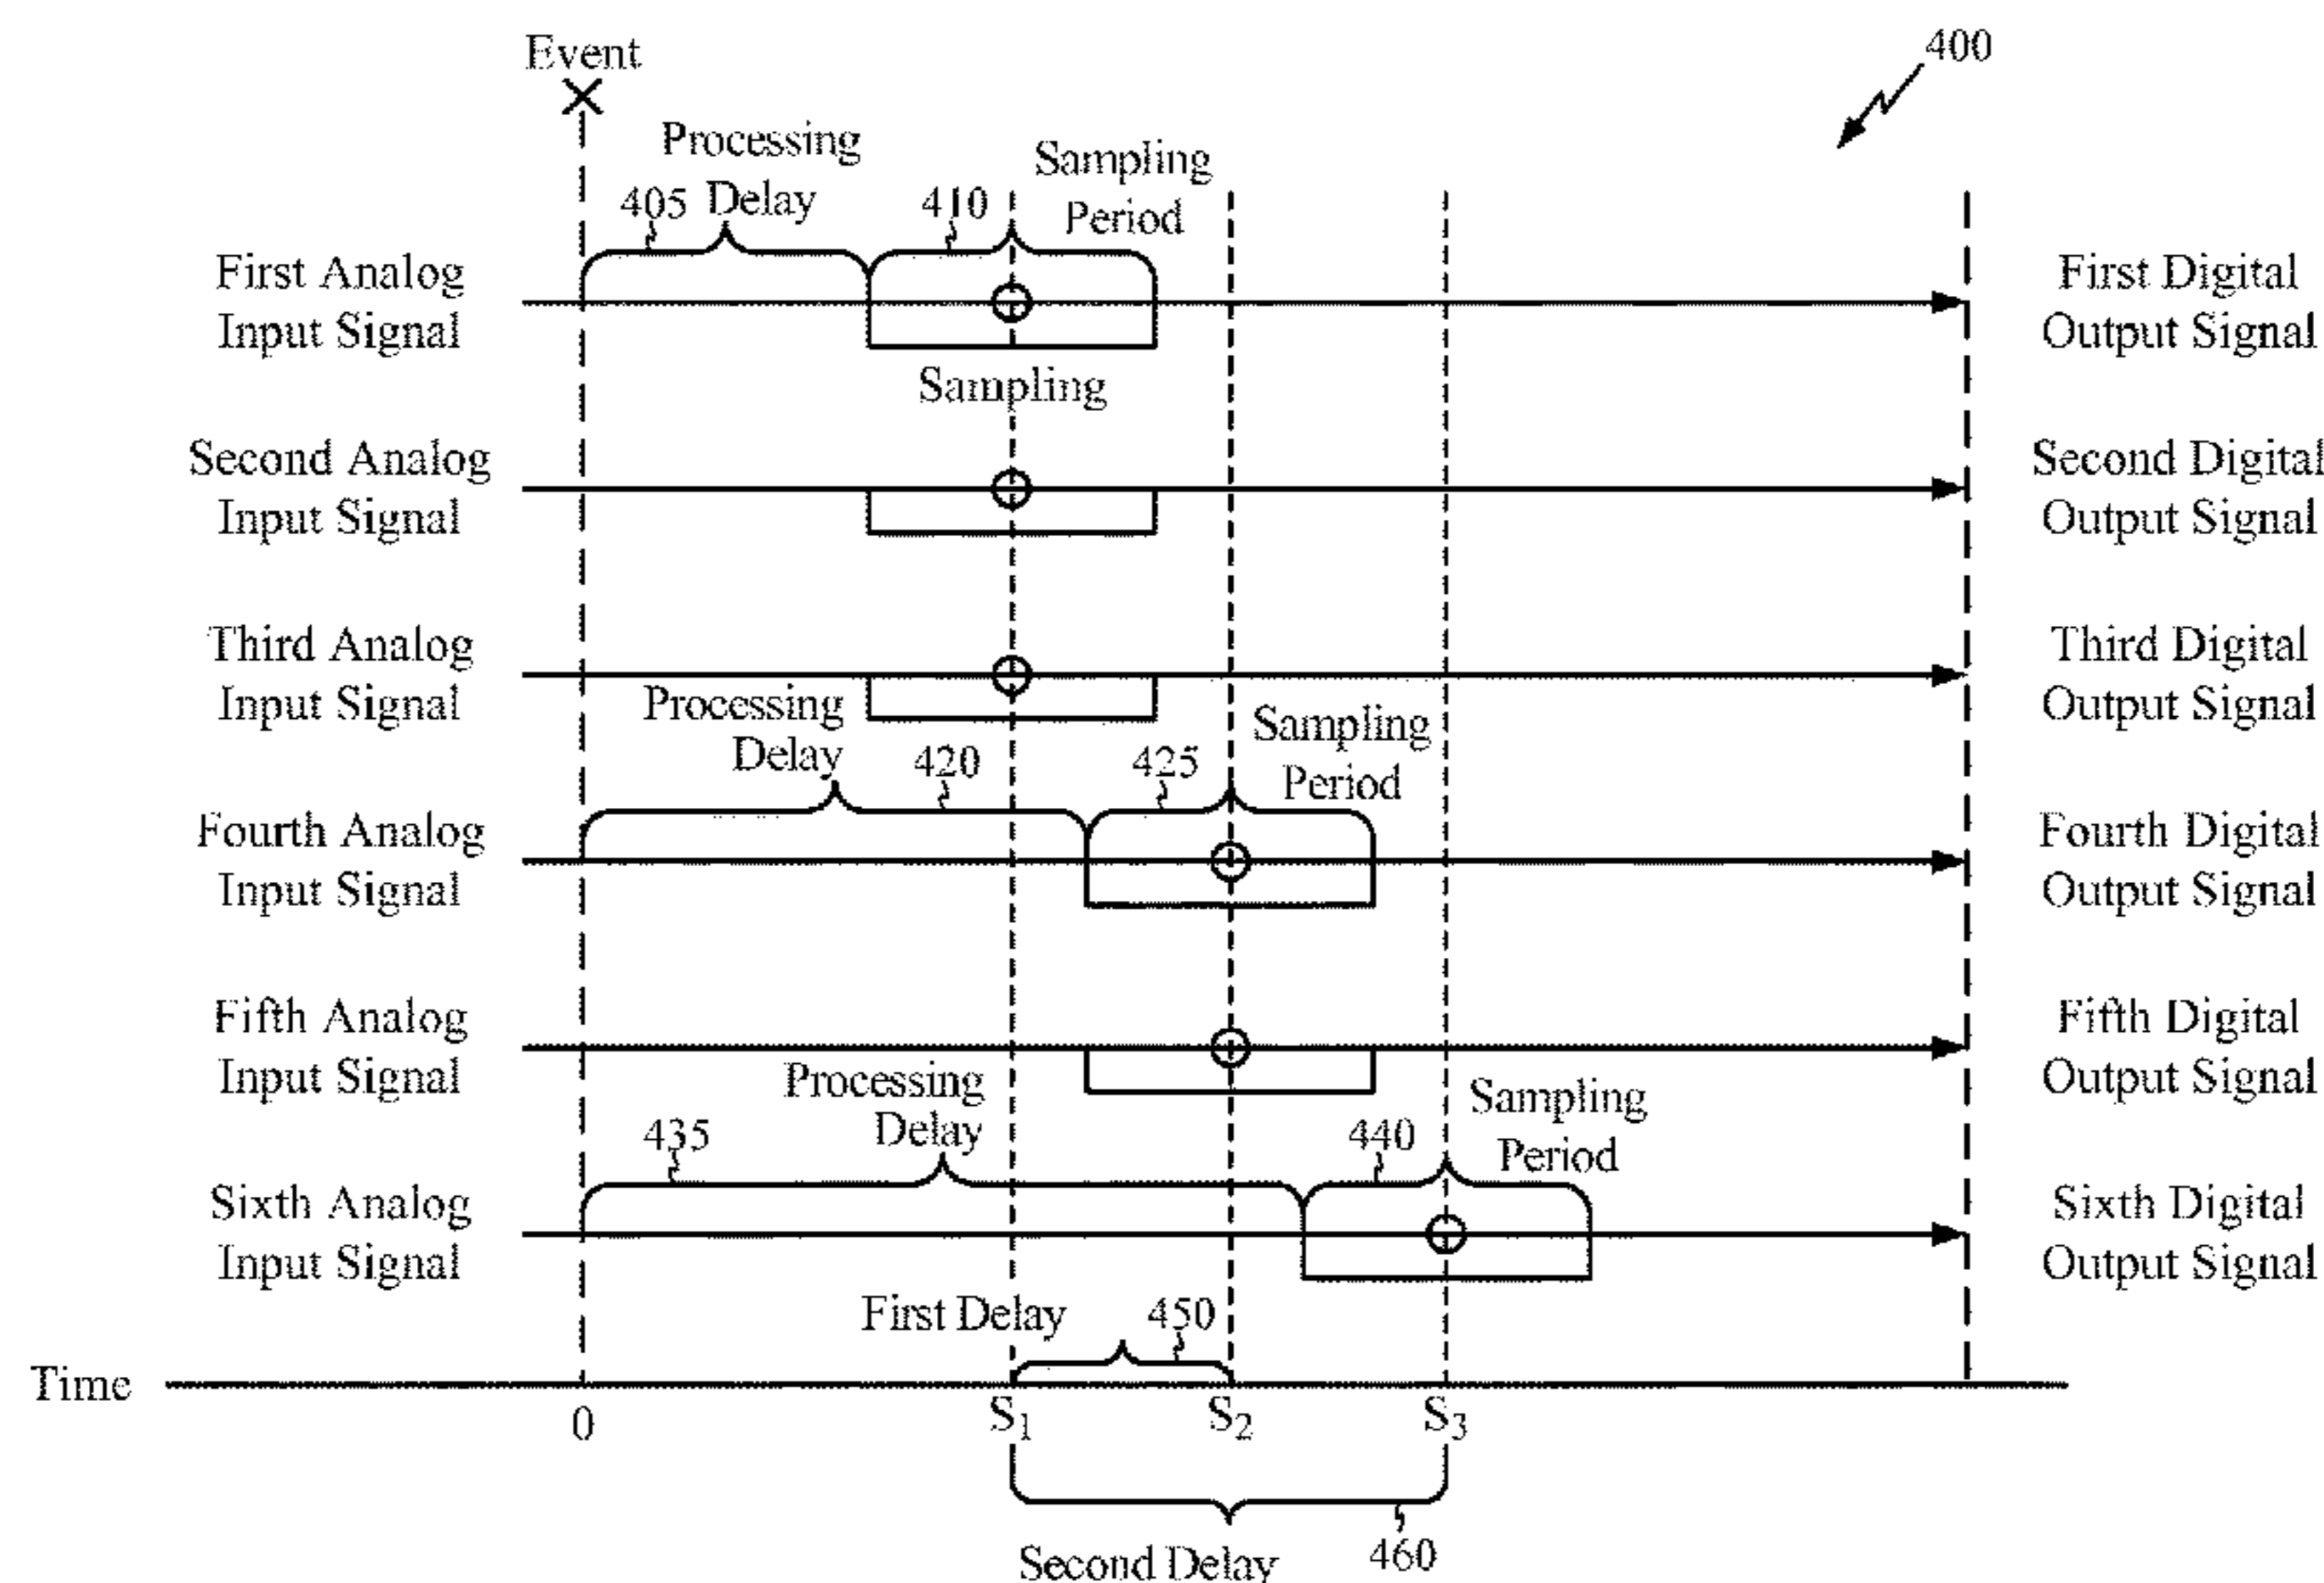 Event
400
Processing
Delay
405
410
Sampling
Period
First Analog
Input Signal
First Digital
Output Signal
Sampling
Second Analog
Input Signal
Second Digital
Output Signal
Third Analog
Input Signal
Third Digital
Output Signal
Processing
Delay
420
425
Sampling
Period
Fourth Analog
Input Signal
Fourth Digital
Output Signal
Fifth Analog
Input Signal
Fifth Digital
Output Signal
Processing
Delay
435
440
Sampling
Period
Sixth Analog
Input Signal
Sixth Digital
Output Signal
First Delay
450
Time
0
S1
S2
S3
Second Delay
460